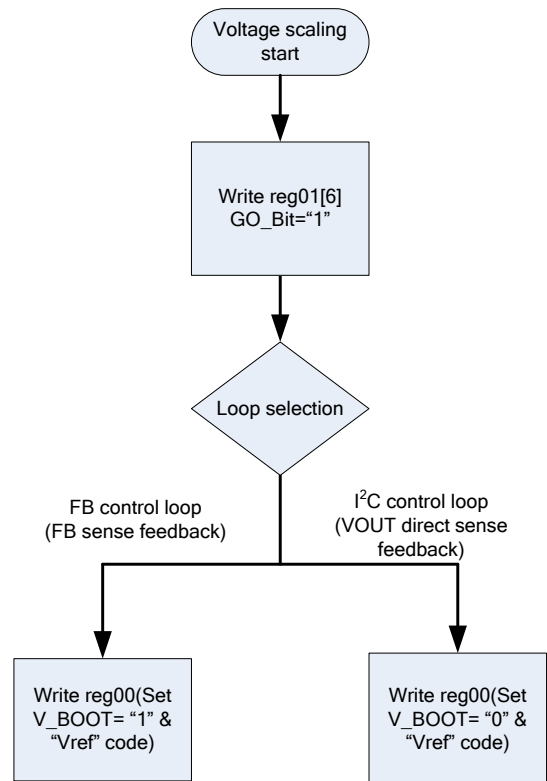 Voltage scaling
start
Write reg01[6]
GO_Bit=“1”
Loop selection
FB control loop
(FB sense feedback)
I²C control loop
(VOUT direct sense
feedback)
Write reg00(Set
V_BOOT= “1” &
“Vref” code)
Write reg00(Set
V_BOOT= “0” &
“Vref” code)